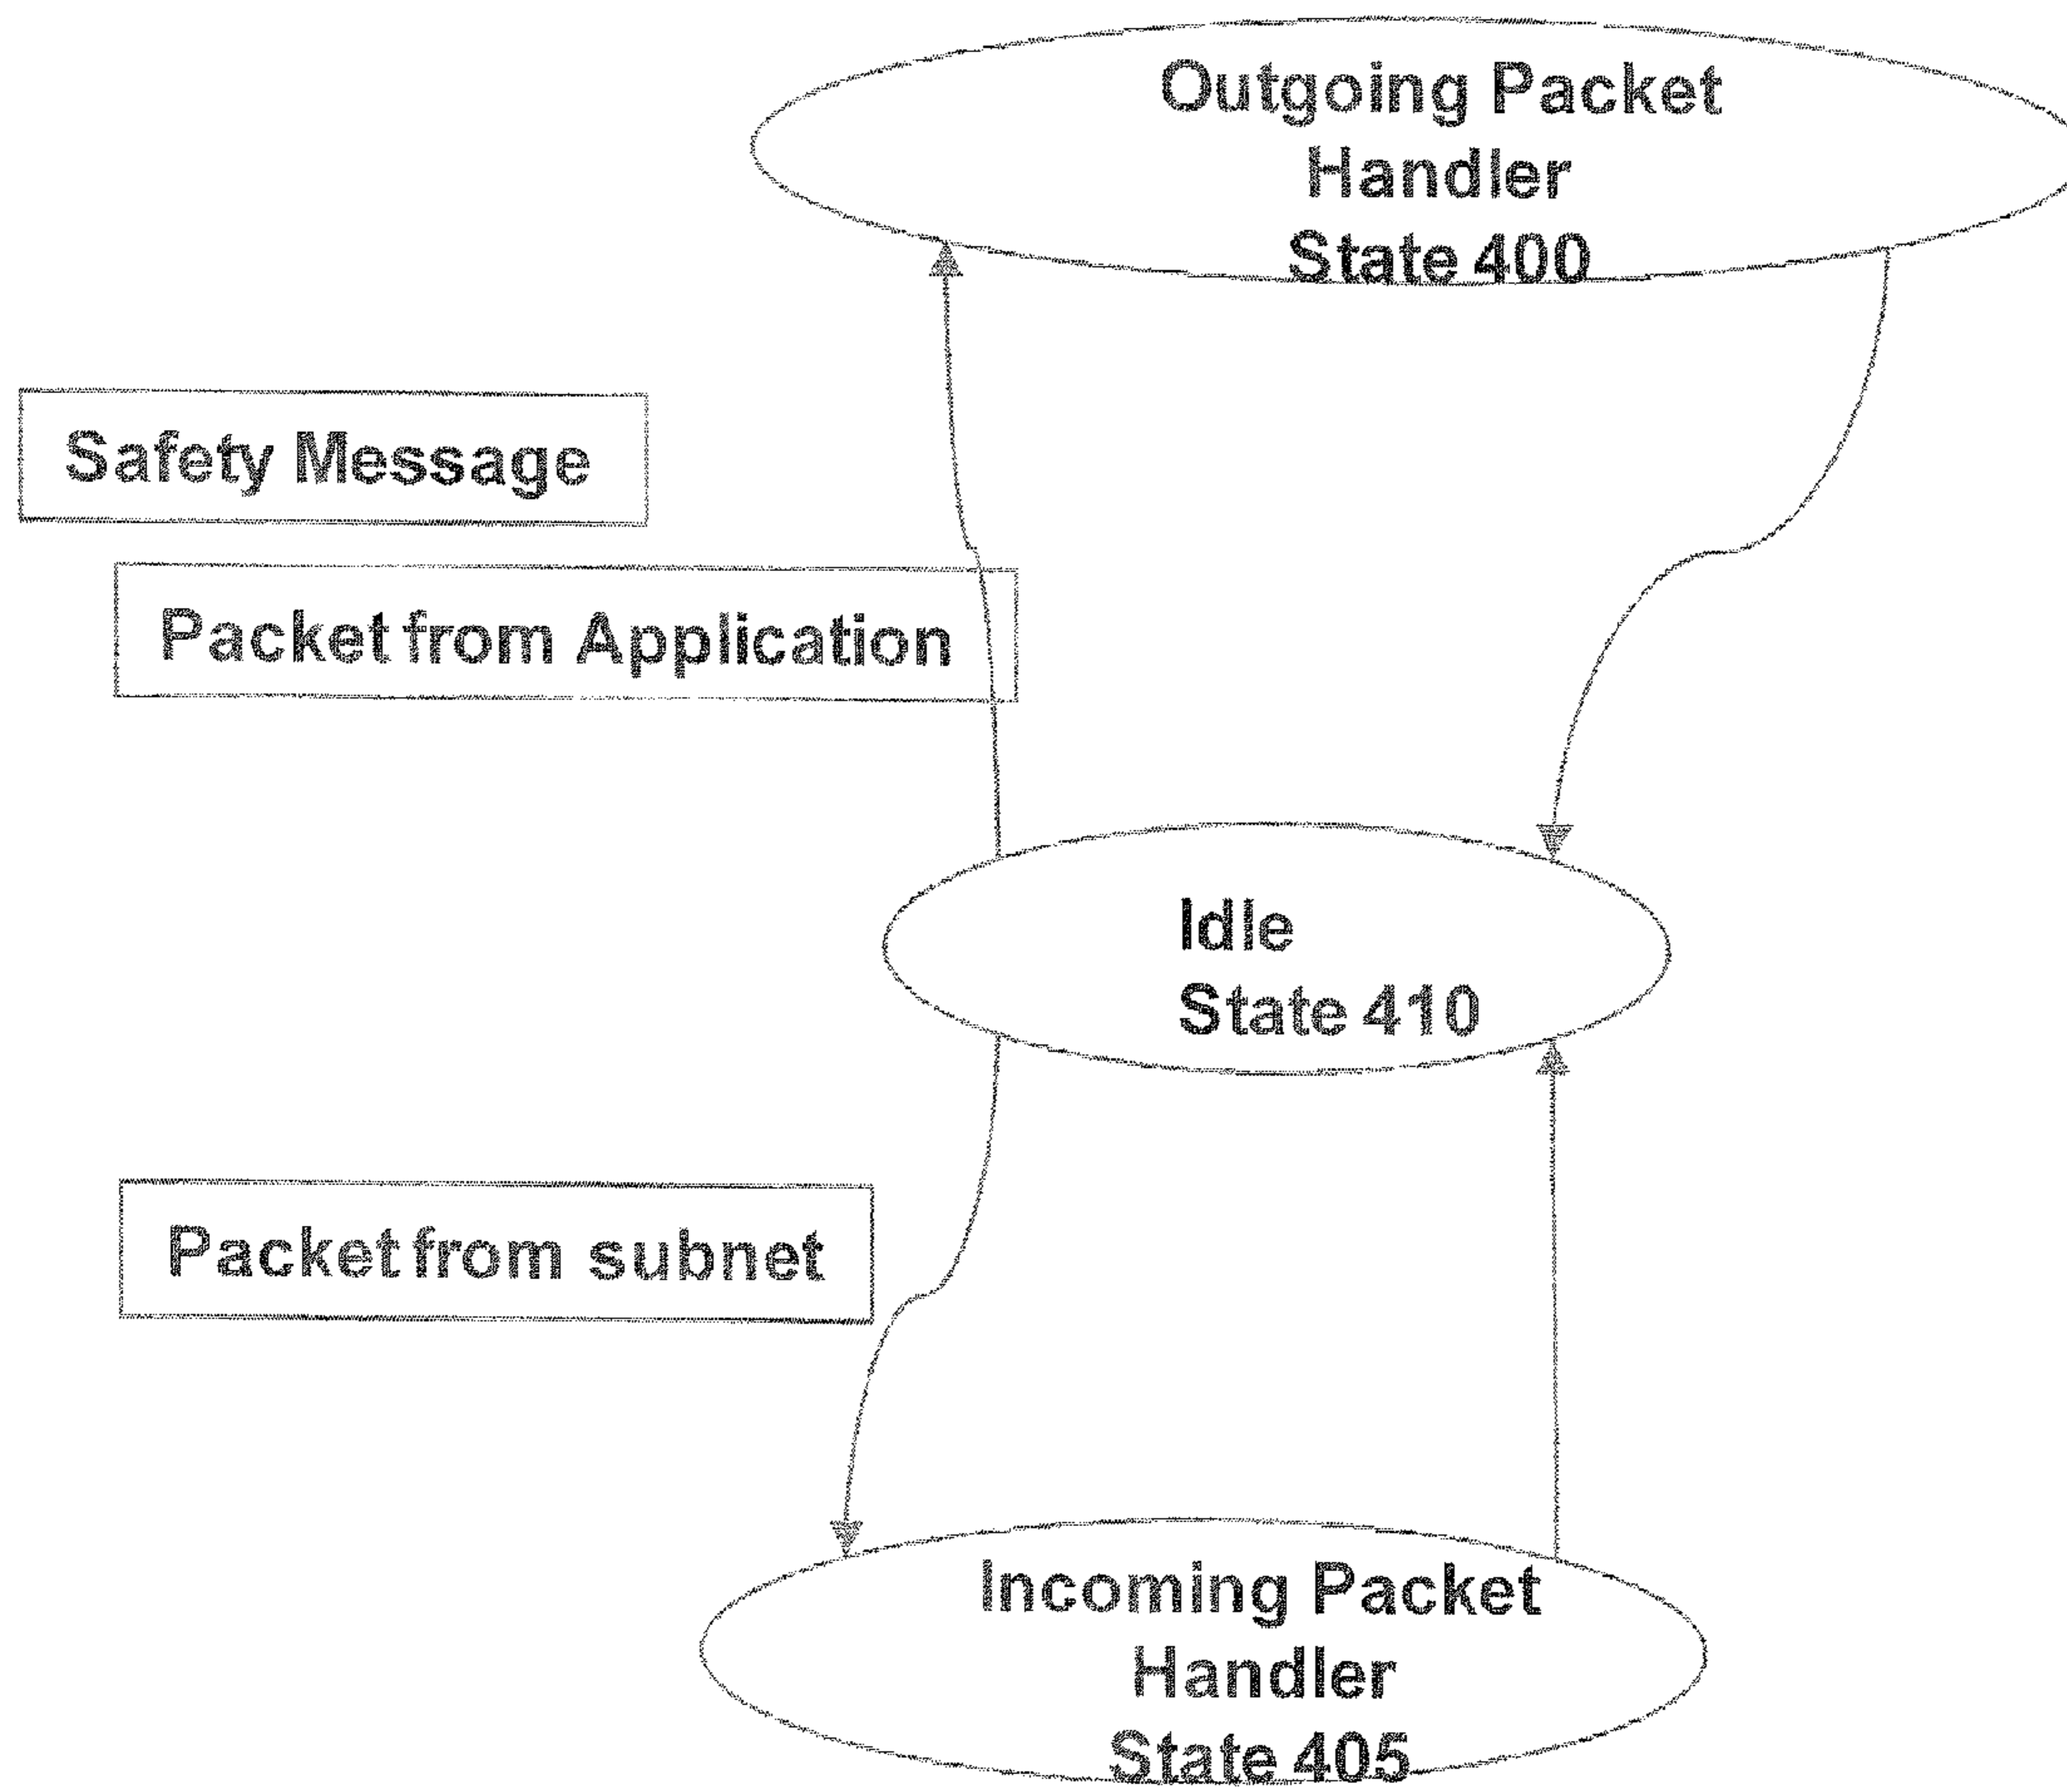 Outgoing Packet
Handler
State 400
Safety Message
Packet from Application
Idle
State 410
Packet from subnet
Incoming Packet
Handler
State 405